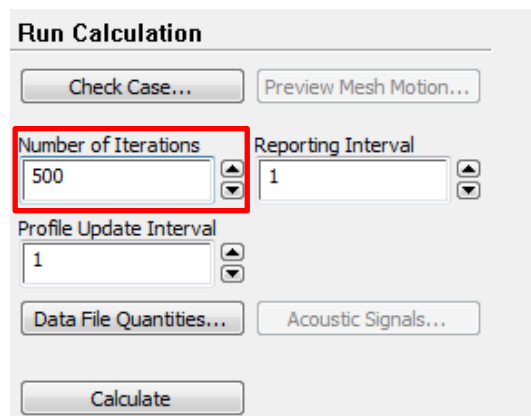 Run Calculation
Check Case... Preview Mesh Motion...
Number of Iterations Reporting Interval
500 1
Profile Update Interval
1
Data File Quantities... Acoustic Signals...
Calculate